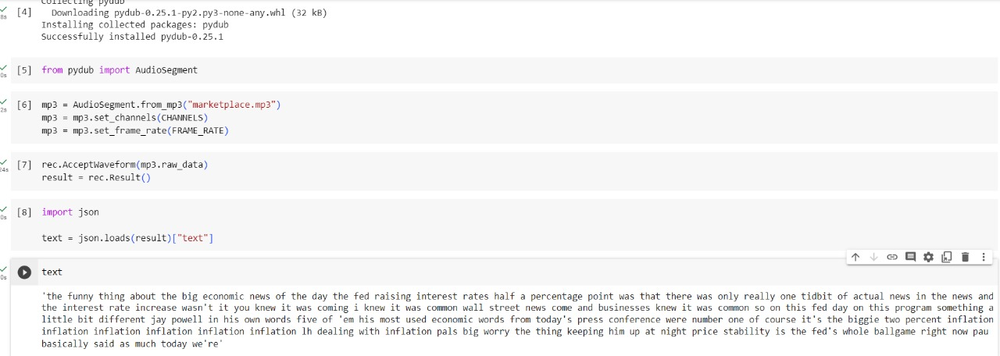 Collecting pydub
[4] Downloading pydub-0.25.1-py2.py3-none-any.whl (32 kB)
Installing collected packages: pydub
Successfully installed pydub-0.25.1
[5] from pydub import AudioSegment
[6] mp3 = AudioSegment.from_mp3("marketplace.mp3")
mp3 = mp3.set_channels(CHANNELS)
mp3 = mp3.set_frame_rate(FRAME_RATE)
[7] rec.AcceptWaveform(mp3.raw_data)
24s
result = rec.Result()
[8] import json
0s
text = json.loads(result)["text"]
text
0s
'the funny thing about the big economic news of the day the fed raising interest rates half a percentage point was that there was only really one tidbit of actual news in the news and
the interest rate increase wasn't it you knew it was coming i knew it was common wall street news come and businesses knew it was common so on this fed day on this program something a
little bit different jay powell in his own words five of 'em his most used economic words from today's press conference were number one of course it's the biggie two percent inflation
inflation inflation inflation inflation inflation lh dealing with inflation pals big worry the thing keeping him up at night price stability is the fed's whole ballgame right now pau
basically said as much today we're'